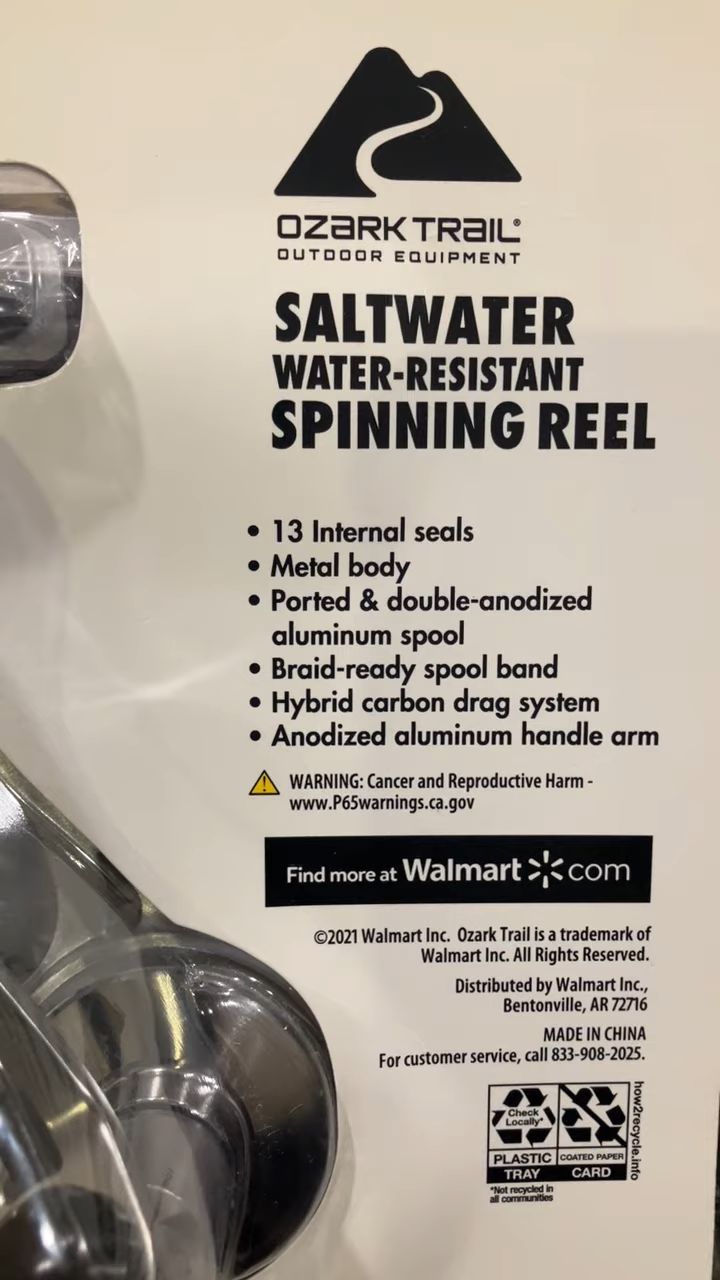 OZARK TRAIL®
OUTDOOR EQUIPMENT
SALTWATER
WATER-RESISTANT
SPINNING REEL
• 13 Internal seals
• Metal body
• Ported & double-anodized
aluminum spool
• Braid-ready spool band
• Hybrid carbon drag system
• Anodized aluminum handle arm
WARNING: Cancer and Reproductive Harm -
www.P65warnings.ca.gov
Find more at Walmart com
©2021 Walmart Inc. Ozark Trail is a trademark of
Walmart Inc. All Rights Reserved.
Distributed by Walmart Inc.,
Bentonville, AR 72716
MADE IN CHINA
For customer service, call 833-908-2025.
Check
Locally*
PLASTIC
TRAY
COATED PAPER
CARD
how2recycle.info
*Not recycled in
all communities